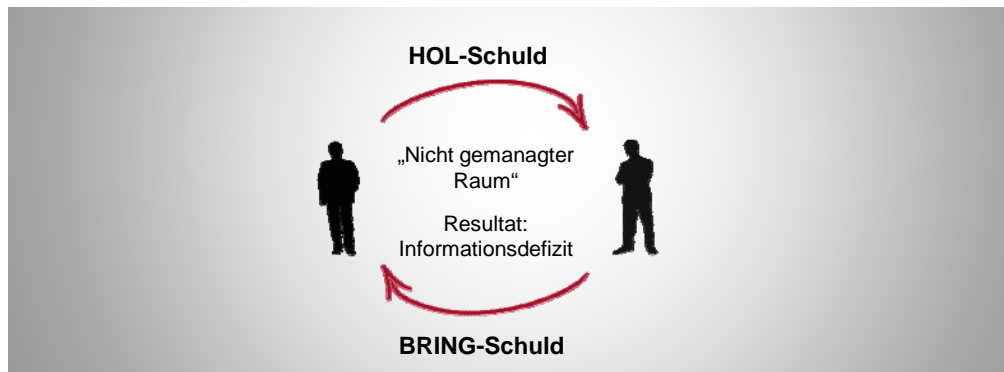 HOL-Schuld
„Nicht gemanagter
Raum“
Resultat:
Informationsdefizit
BRING-Schuld